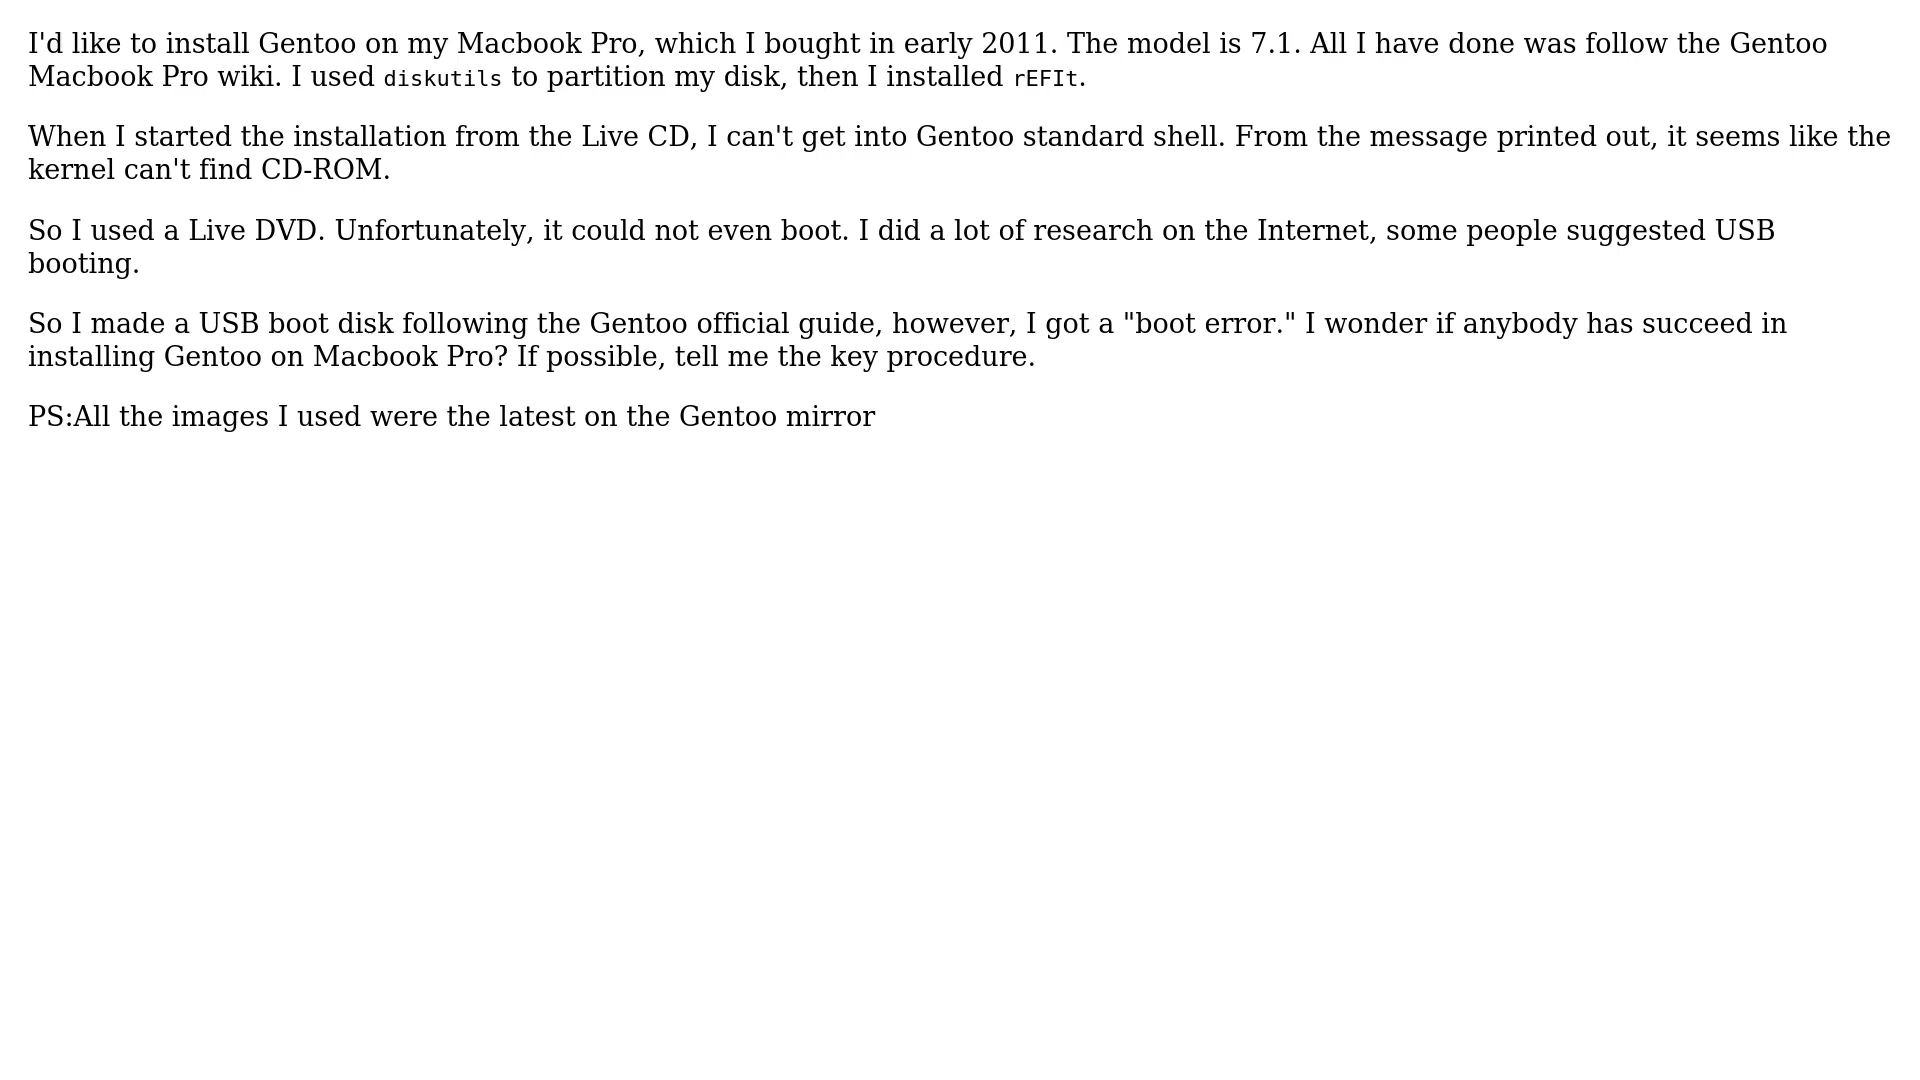 I'd like to install Gentoo on my Macbook Pro, which I bought in early 2011. The model is 7.1. All I have done was follow the Gentoo
Macbook Pro wiki. I used diskutils to partition my disk, then I installed rEFIt.
When I started the installation from the Live CD, I can't get into Gentoo standard shell. From the message printed out, it seems like the
kernel can't find CD-ROM.
So I used a Live DVD. Unfortunately, it could not even boot. I did a lot of research on the Internet, some people suggested USB
booting.
So I made a USB boot disk following the Gentoo official guide, however, I got a "boot error." I wonder if anybody has succeed in
installing Gentoo on Macbook Pro? If possible, tell me the key procedure.
PS:All the images I used were the latest on the Gentoo mirror